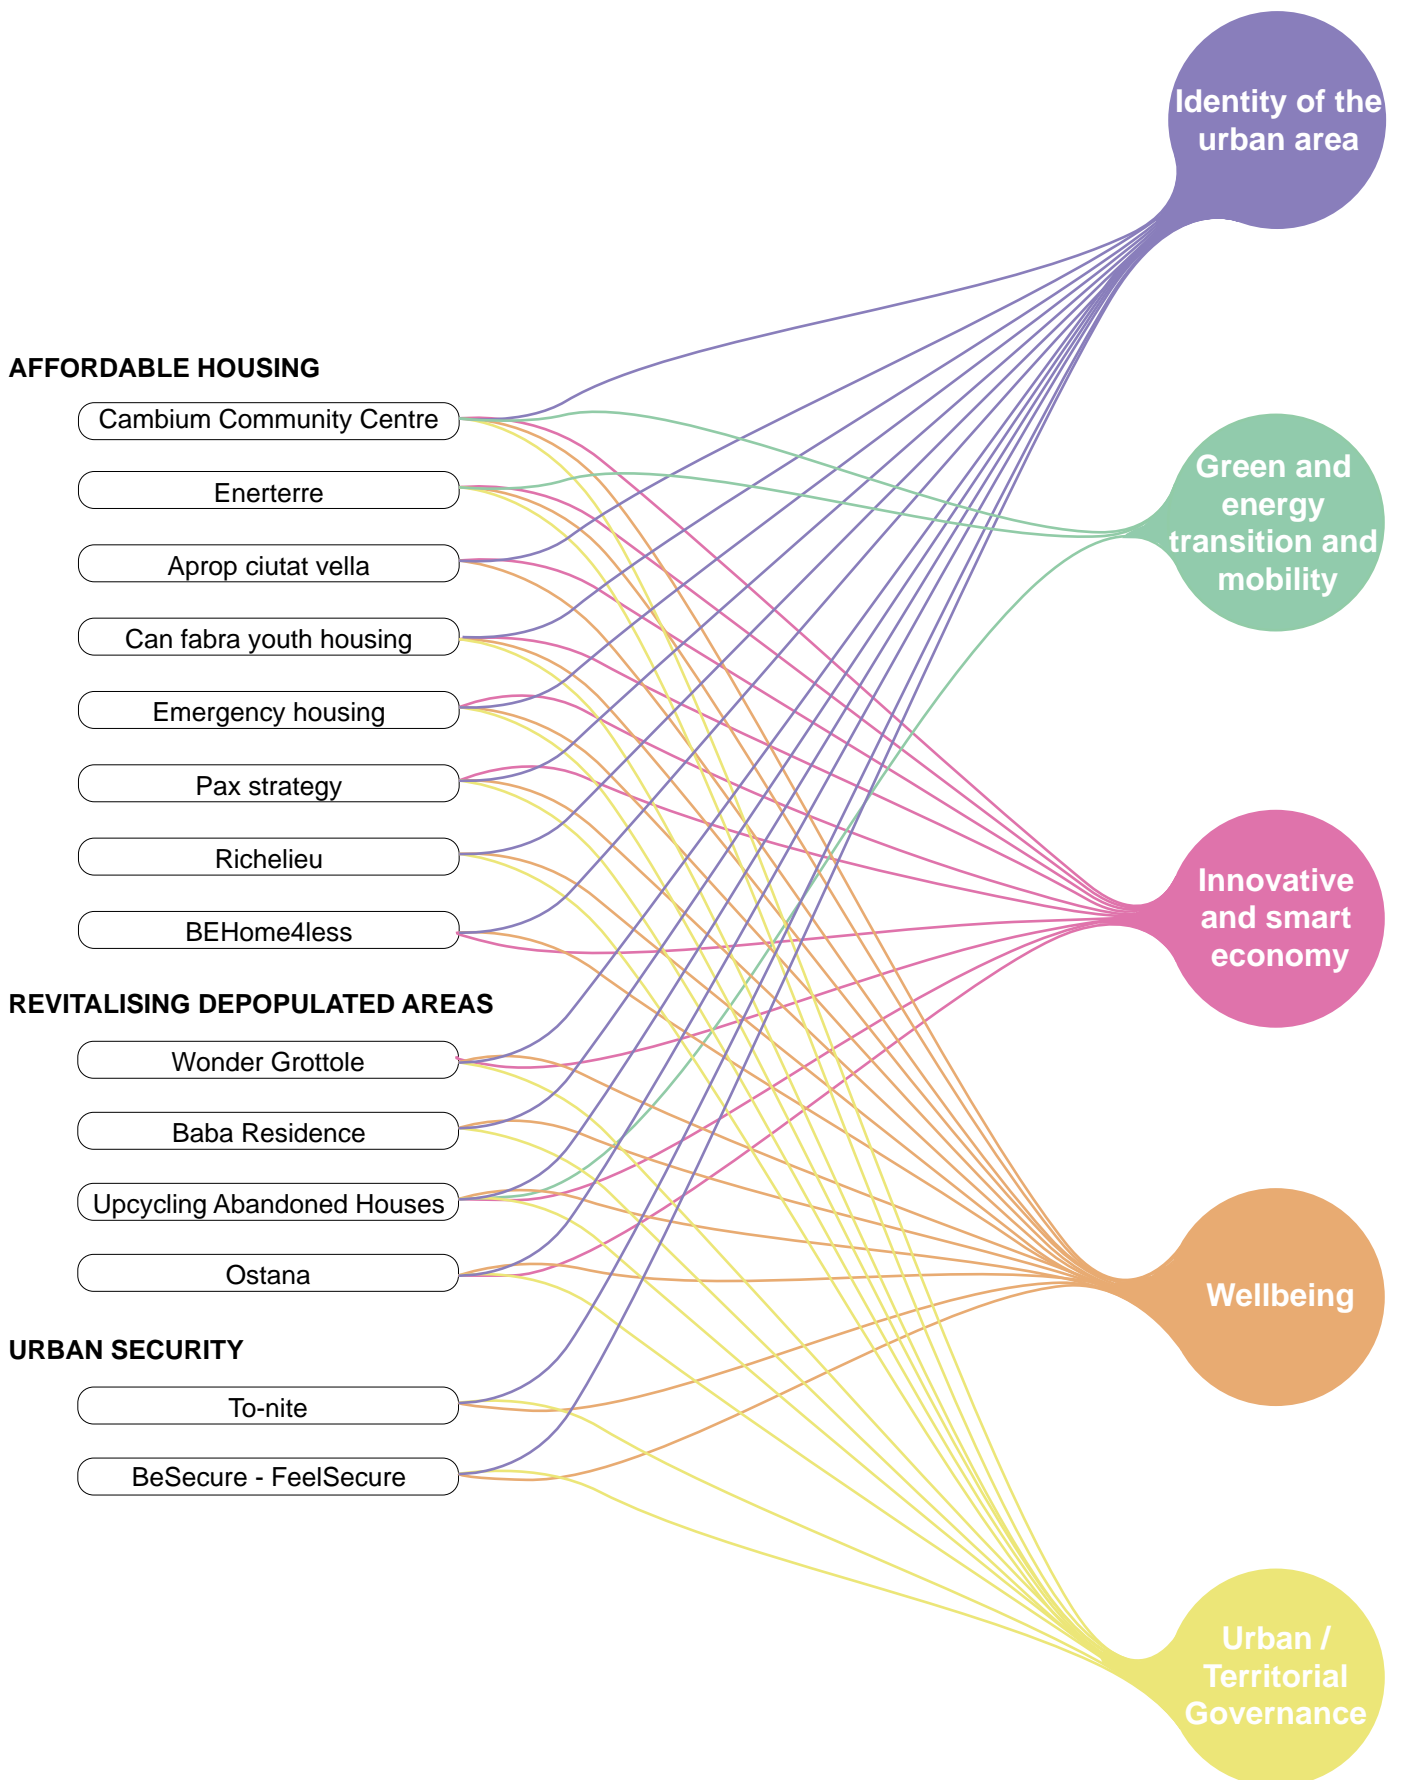 Identity of the
urban area
AFFORDABLE HOUSING
Cambium Community Centre
Enerterre
Aprop ciutat vella
Can fabra youth housing
Emergency housing
Pax strategy
Richelieu
BEHome4less
REVITALISING DEPOPULATED AREAS
Wonder Grottole
Baba Residence
Upcycling Abandoned Houses
Ostana
URBAN SECURITY
To-nite
BeSecure - FeelSecure
Green and
energy
transition and
mobility
Innovative
and smart
economy
Wellbeing
Urban /
Territorial
Governance